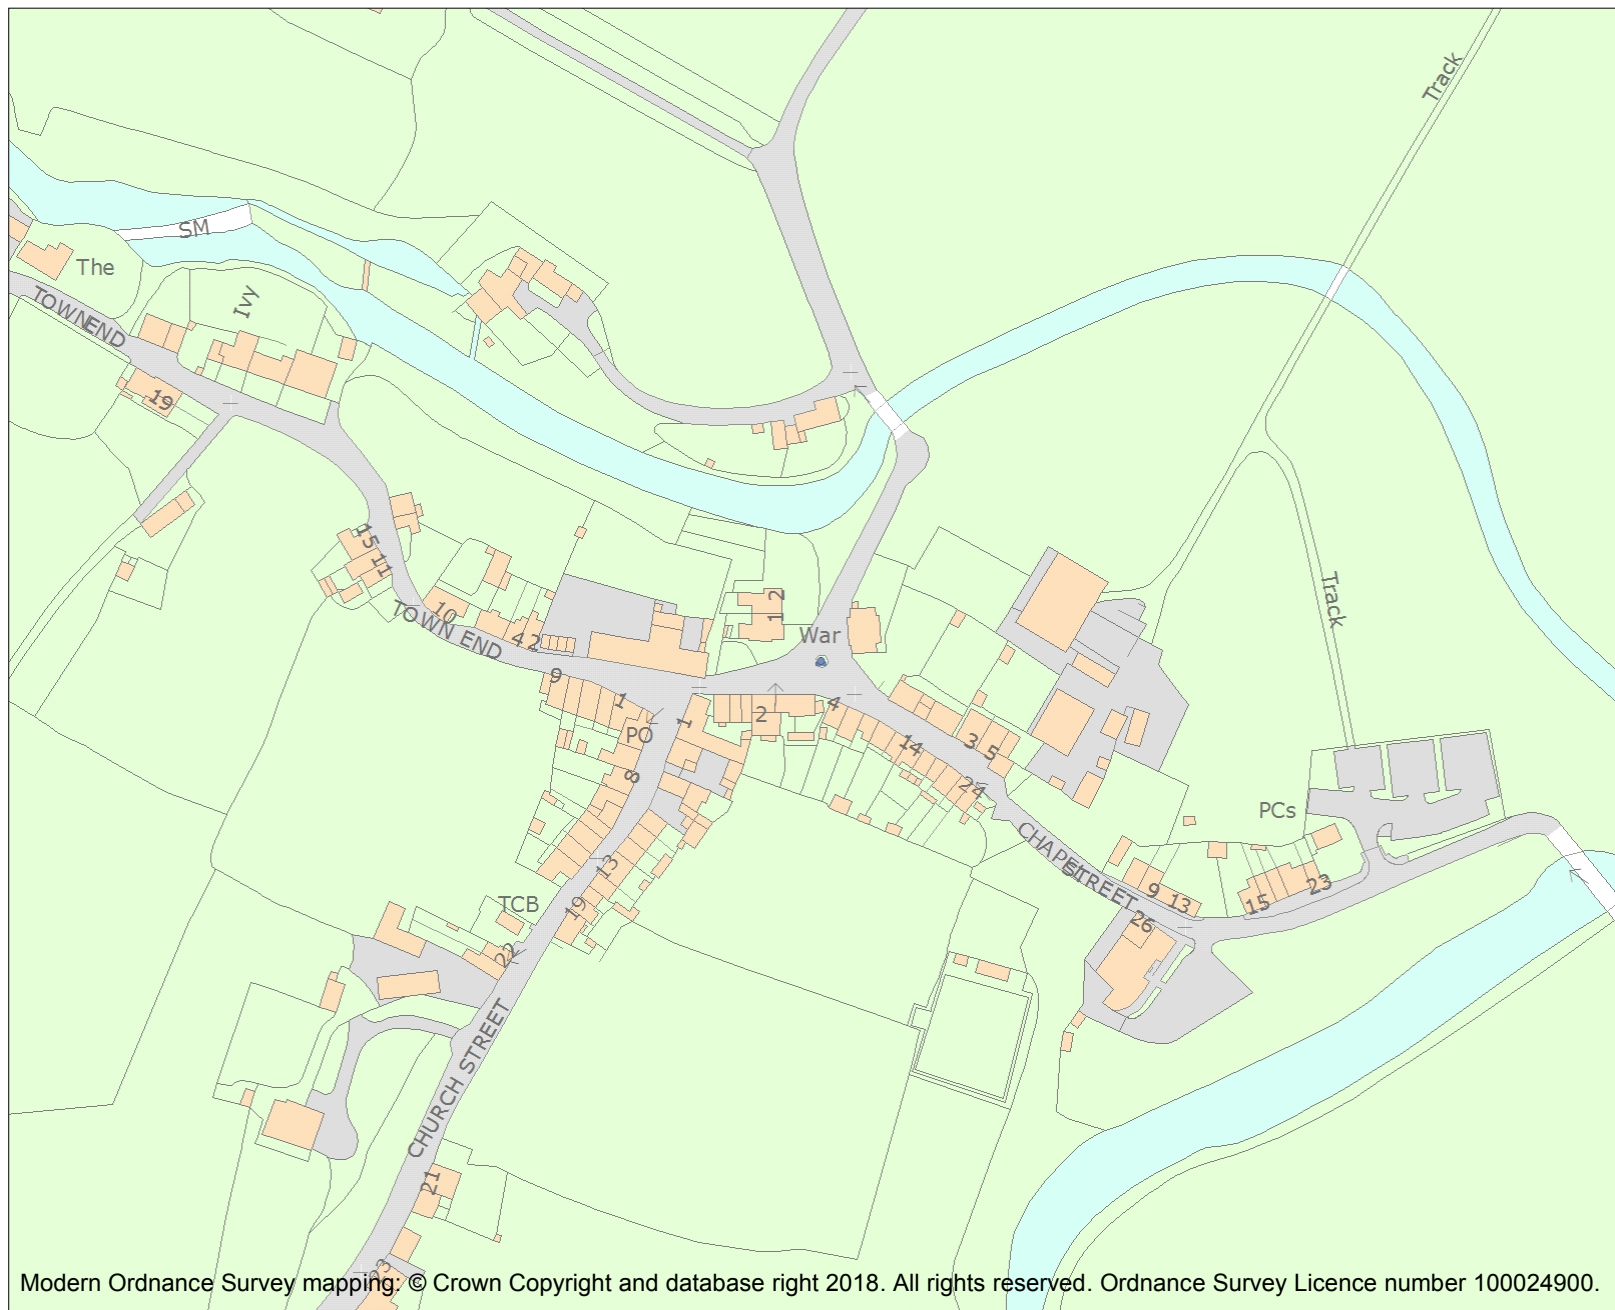 Track
SM
The
TOWN END
Ivy
19
15
11
10
TOWN END
4 2
9
1
PO
8
1
1 2
War
2
4
14
24
3 5
Track
PCs
CHAPEL
STREET
9
13
15
23
26
13
19
TCB
22
CHURCH STREET
21
23
Modern Ordnance Survey mapping: © Crown Copyright and database right 2018. All rights reserved. Ordnance Survey Licence number 100024900.